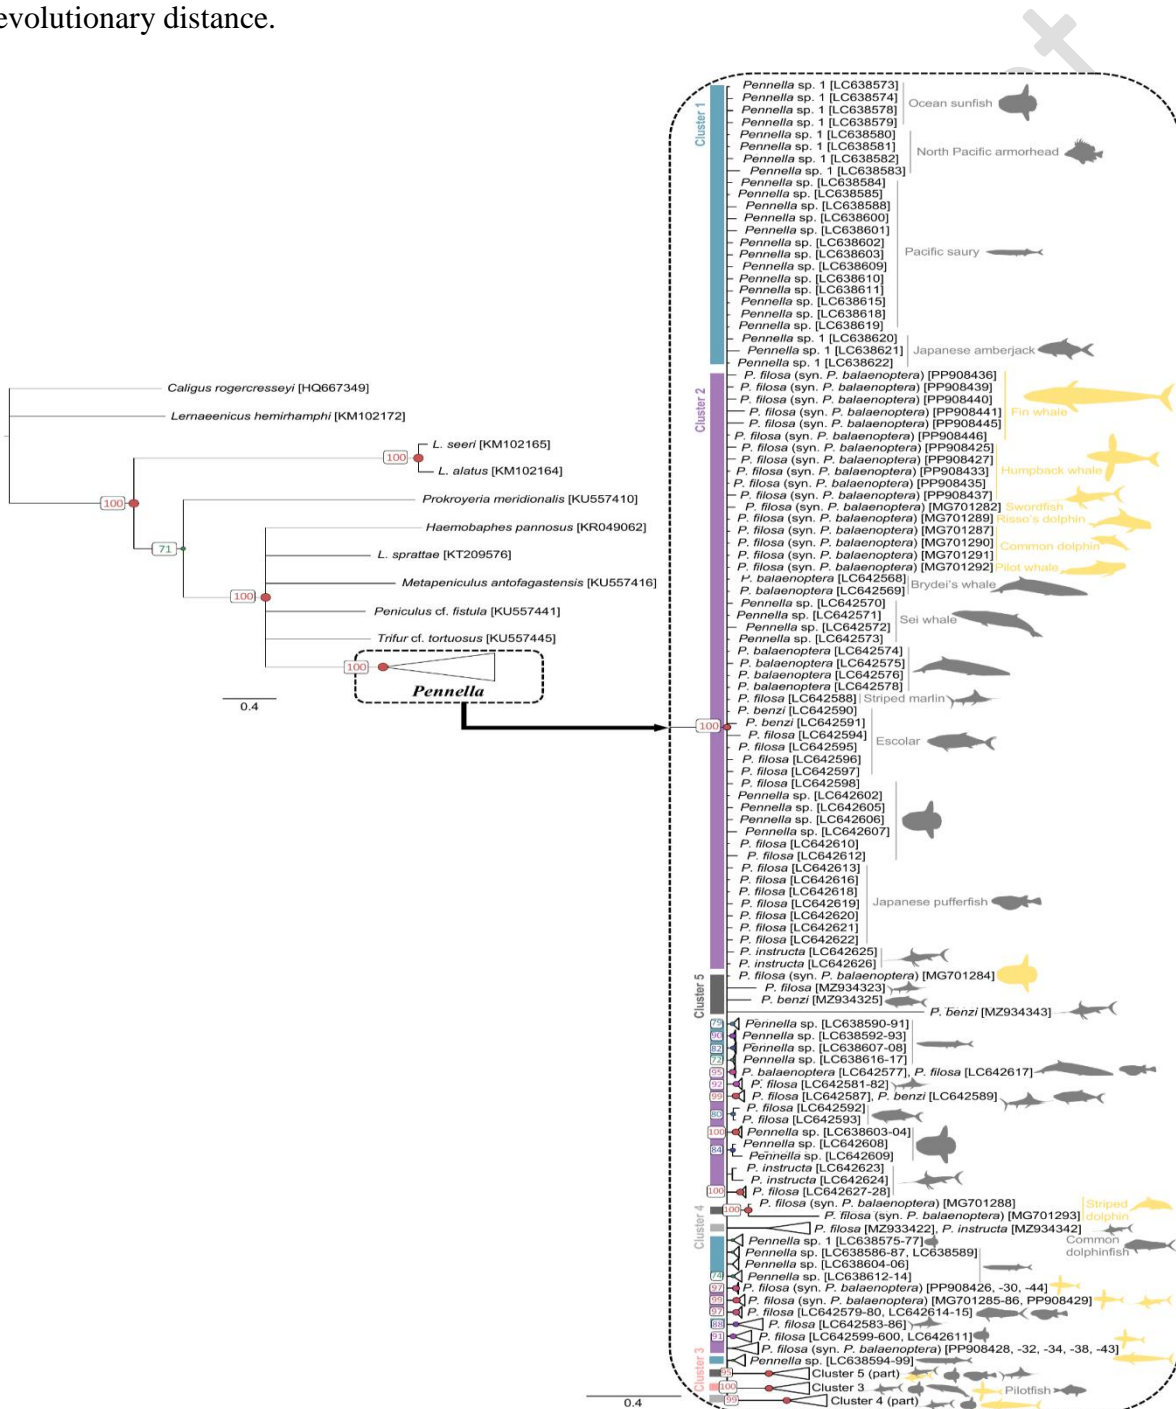 evolutionary distance.
Caligus rogercresseyi [HQ667349]
Lernaeenicus hemirhamphi [KM102172]
L. seeri [KM102165]
100
L. alatus [KM102164]
Prokroyeria meridionalis [KU557410]
100
Haemobaphes pannosus [KR049062]
71
L. sprattae [KT209576]
Metapeniculus antofagastensis [KU557416]
100
Peniculus cf. fistula [KU557441]
Trifur cf. tortuosus [KU557445]
100
Pennella
0.4
Cluster 1
Pennella sp. 1 [LC638573]
Pennella sp. 1 [LC638574]
Ocean sunfish
Pennella sp. 1 [LC638578]
Pennella sp. 1 [LC638579]
Pennella sp. 1 [LC638580]
Pennella sp. 1 [LC638581]
North Pacific armorhead
Pennella sp. 1 [LC638582]
Pennella sp. 1 [LC638583]
Pennella sp. [LC638584]
Pennella sp. [LC638585]
Pennella sp. [LC638588]
Pennella sp. [LC638600]
Pennella sp. [LC638601]
Pennella sp. [LC638602]
Pennella sp. [LC638603]
Pacific saury
Pennella sp. [LC638609]
Pennella sp. [LC638610]
Pennella sp. [LC638611]
Pennella sp. [LC638615]
Pennella sp. [LC638618]
Pennella sp. [LC638619]
Pennella sp. 1 [LC638620]
Pennella sp. 1 [LC638621]
Japanese amberjack
Pennella sp. 1 [LC638622]
Cluster 2
P. filosa (syn. P. balaenoptera) [PP908436]
P. filosa (syn. P. balaenoptera) [PP908439]
P. filosa (syn. P. balaenoptera) [PP908440]
P. filosa (syn. P. balaenoptera) [PP908441]
Fin whale
P. filosa (syn. P. balaenoptera) [PP908445]
P. filosa (syn. P. balaenoptera) [PP908446]
P. filosa (syn. P. balaenoptera) [PP908425]
P. filosa (syn. P. balaenoptera) [PP908427]
P. filosa (syn. P. balaenoptera) [PP908433]
Humpback whale
P. filosa (syn. P. balaenoptera) [PP908435]
P. filosa (syn. P. balaenoptera) [PP908437]
P. filosa (syn. P. balaenoptera) [MG701282] Swordfish
P. filosa (syn. P. balaenoptera) [MG701289] Risso's dolphin
P. filosa (syn. P. balaenoptera) [MG701287]
P. filosa (syn. P. balaenoptera) [MG701290]
Common dolphin
P. filosa (syn. P. balaenoptera) [MG701291]
P. filosa (syn. P. balaenoptera) [MG701292] Pilot whale
P. balaenoptera [LC642568]
Brydei's whale
P. balaenoptera [LC642569]
Pennella sp. [LC642570]
Pennella sp. [LC642571]
Sei whale
Pennella sp. [LC642572]
Pennella sp. [LC642573]
P. balaenoptera [LC642574]
P. balaenoptera [LC642575]
P. balaenoptera [LC642576]
P. balaenoptera [LC642578]
P. filosa [LC642588] Striped marlin
P. benzi [LC642590]
100
P. benzi [LC642591]
P. filosa [LC642594]
Escolar
P. filosa [LC642595]
P. filosa [LC642596]
P. filosa [LC642597]
P. filosa [LC642598]
Pennella sp. [LC642602]
Pennella sp. [LC642605]
Pennella sp. [LC642606]
Pennella sp. [LC642607]
P. filosa [LC642610]
P. filosa [LC642612]
P. filosa [LC642613]
P. filosa [LC642616]
P. filosa [LC642618]
P. filosa [LC642619]
Japanese pufferfish
P. filosa [LC642620]
P. filosa [LC642621]
P. filosa [LC642622]
P. instructa [LC642625]
P. instructa [LC642626]
Cluster 5
P. filosa (syn. P. balaenoptera) [MG701284]
P. filosa [MZ934323]
P. benzi [MZ934325]
P. benzi [MZ934343]
79 Pennella sp. [LC638590-91]
90 Pennella sp. [LC638592-93]
82 Pennella sp. [LC638607-08]
72 Pennella sp. [LC638616-17]
95 P. balaenoptera [LC642577], P. filosa [LC642617]
92 P. filosa [LC642581-82]
99 P. filosa [LC642587], P. benzi [LC642589]
P. filosa [LC642592]
80
P. filosa [LC642593]
100 Pennella sp. [LC638603-04]
Pennella sp. [LC642608]
84
Pennella sp. [LC642609]
P. instructa [LC642623]
P. instructa [LC642624]
100 P. filosa [LC642627-28]
Cluster 4
P. filosa (syn. P. balaenoptera) [MG701288]
100
P. filosa (syn. P. balaenoptera) [MG701293]
Striped
dolphin
P. filosa [MZ933422], P. instructa [MZ934342]
Pennella sp. 1 [LC638575-77]
Common
dolphinfish
Pennella sp. [LC638586-87, LC638589]
Pennella sp. [LC638604-06]
74 Pennella sp. [LC638612-14]
97 P. filosa (syn. P. balaenoptera) [PP908426, -30, -44]
99 P. filosa (syn. P. balaenoptera) [MG701285-86, PP908429]
97 P. filosa [LC642579-80, LC642614-15]
88 P. filosa [LC642583-86]
91 P. filosa [LC642599-600, LC642611]
P. filosa (syn. P. balaenoptera) [PP908428, -32, -34, -38, -43]
Cluster 3
Pennella sp. [LC638594-99]
Cluster 5 (part)
100 Cluster 3
Pilotfish
99 Cluster 4 (part)
0.4